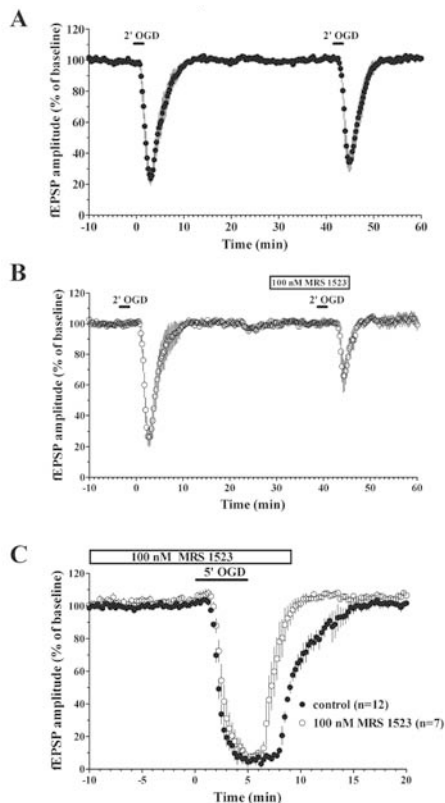 A
2' OGD
2' OGD
fEPSP amplitude (% of baseline)
120
100
80
60
40
20
0
-10 0 10 20 30 40 50 60
Time (min)
B
100 nM MRS 1523
2' OGD
2' OGD
fEPSP amplitude (% of baseline)
120
100
80
60
40
20
0
-10 0 10 20 30 40 50 60
Time (min)
C
100 nM MRS 1523
5' OGD
fEPSP amplitude (% of baseline)
120
100
80
60
40
20
0
control (n=12)
100 nM MRS 1523 (n=7)
-10 -5 0 5 10 15 20
Time (min)